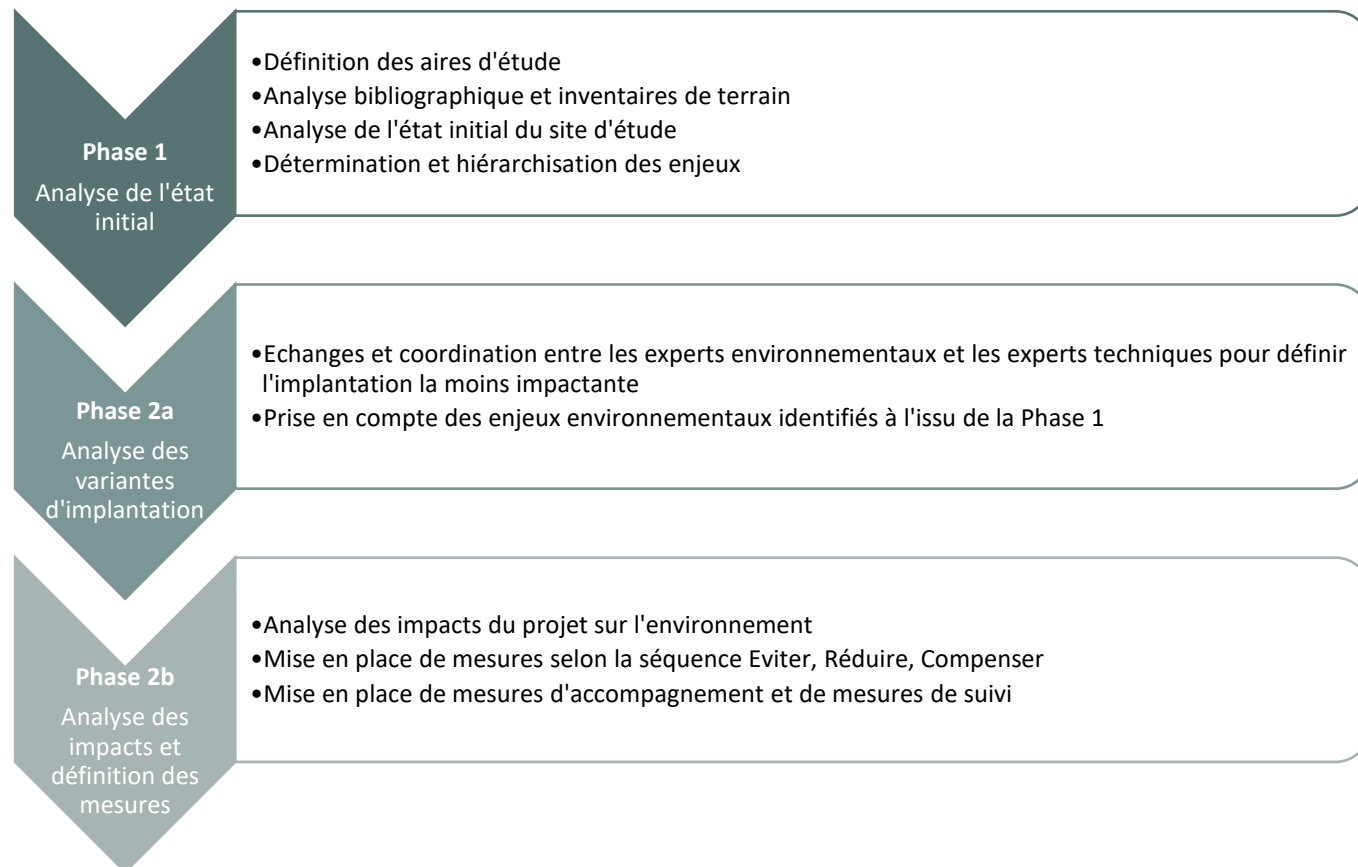 Phase 1
Analyse de l'état
initial
•Définition des aires d'étude
•Analyse bibliographique et inventaires de terrain
•Analyse de l'état initial du site d'étude
•Détermination et hiérarchisation des enjeux
Phase 2a
Analyse des
variantes
d'implantation
•Echanges et coordination entre les experts environnementaux et les experts techniques pour définir
l'implantation la moins impactante
•Prise en compte des enjeux environnementaux identifiés à l'issu de la Phase 1
Phase 2b
Analyse des
impacts et
définition des
mesures
•Analyse des impacts du projet sur l'environnement
•Mise en place de mesures selon la séquence Eviter, Réduire, Compenser
•Mise en place de mesures d'accompagnement et de mesures de suivi